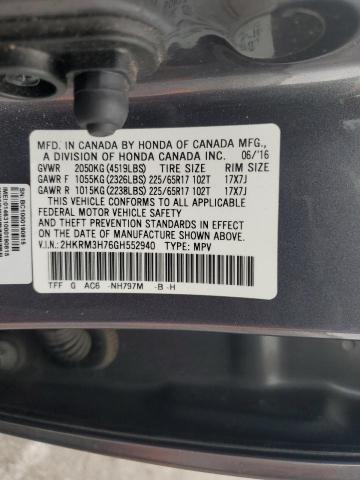 MFD. IN CANADA BY HONDA OF CANADA MFG.,
A DIVISION OF HONDA CANADA INC. 06/'16
GVWR 2050KG (4519LBS) TIRE SIZE RIM SIZE
GAWR F 1055KG (2326LBS) 225/65R17 102T 17X7J
GAWR R 1015KG (2238LBS) 225/65R17 102T 17X7J
THIS VEHICLE CONFORMS TO ALL APPLICABLE
FEDERAL MOTOR VEHICLE SAFETY, BUMPER,
AND THEFT PREVENTION STANDARDS IN EFFECT
ON THE DATE OF MANUFACTURE SHOWN ABOVE.
V.I.N.: 2HKRM3H76GH552940 TYPE: MPV
TFF G AC6 -NH797M -B -H